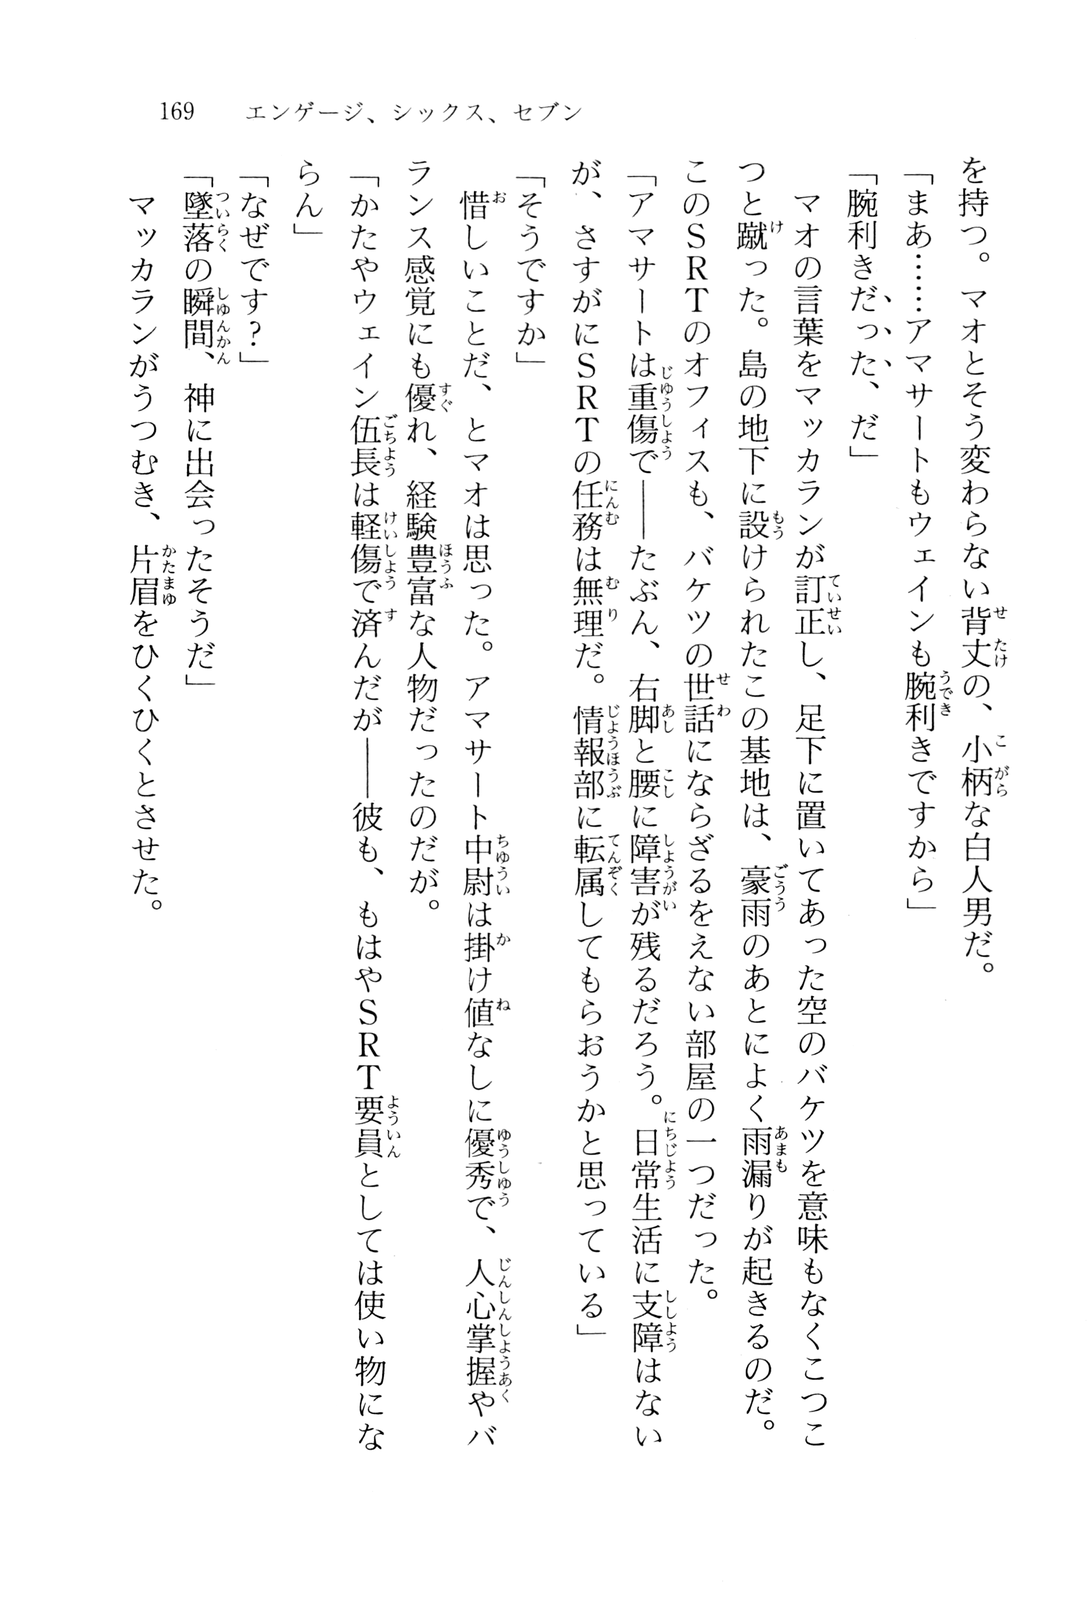 169 エンゲージ、シックス、セブン
を持つ。マオとそう変わらない背丈の、小柄な白人男だ。
「まあ……アマサートもウェインも腕利きですから」
「腕利きだった、だ」
マオの言葉をマッカランが訂正し、足下に置いてあった空のバケツを意味もなくこつこ
つと蹴った。島の地下に設けられたこの基地は、豪雨のあとによく雨漏りが起きるのだ。
このSRTのオフィスも、バケツの世話にならざるをえない部屋の一つだった。
「アマサートは重傷で――たぶん、右脚と腰に障害が残るだろう。日常生活に支障はない
が、さすがにSRTの任務は無理だ。情報部に転属してもらおうかと思っている」
「そうですか」
惜しいことだ、とマオは思った。アマサート中尉は掛け値なしに優秀で、人心掌握やバ
ランス感覚にも優れ、経験豊富な人物だったのだが。
「かたやウェイン伍長は軽傷で済んだが――彼も、もはやSRT要員としては使い物にな
らん」
「なぜです？」
「墜落の瞬間、神に出会ったそうだ」
マッカランがうつむき、片眉をひくひくとさせた。